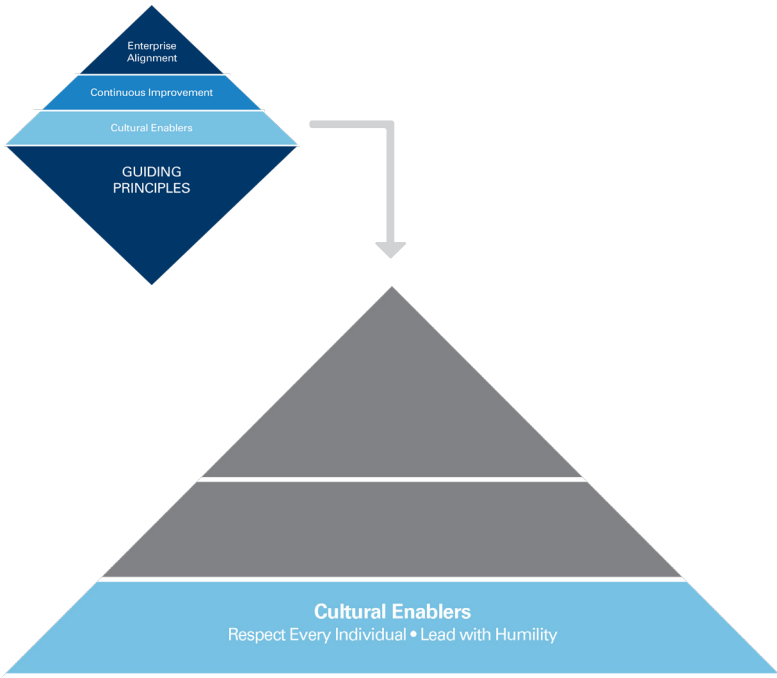 Enterprise
Alignment
Continuous Improvement
Cultural Enablers
GUIDING
PRINCIPLES
Cultural Enablers
Respect Every Individual • Lead with Humility